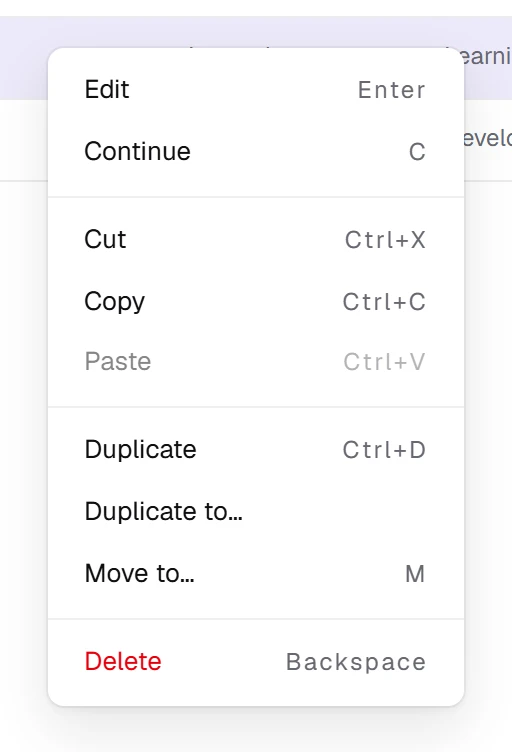 Edit Enter
Continue C
Cut Ctrl+X
Copy Ctrl+C
Paste Ctrl+V
Duplicate Ctrl+D
Duplicate to…
Move to… M
Delete Backspace